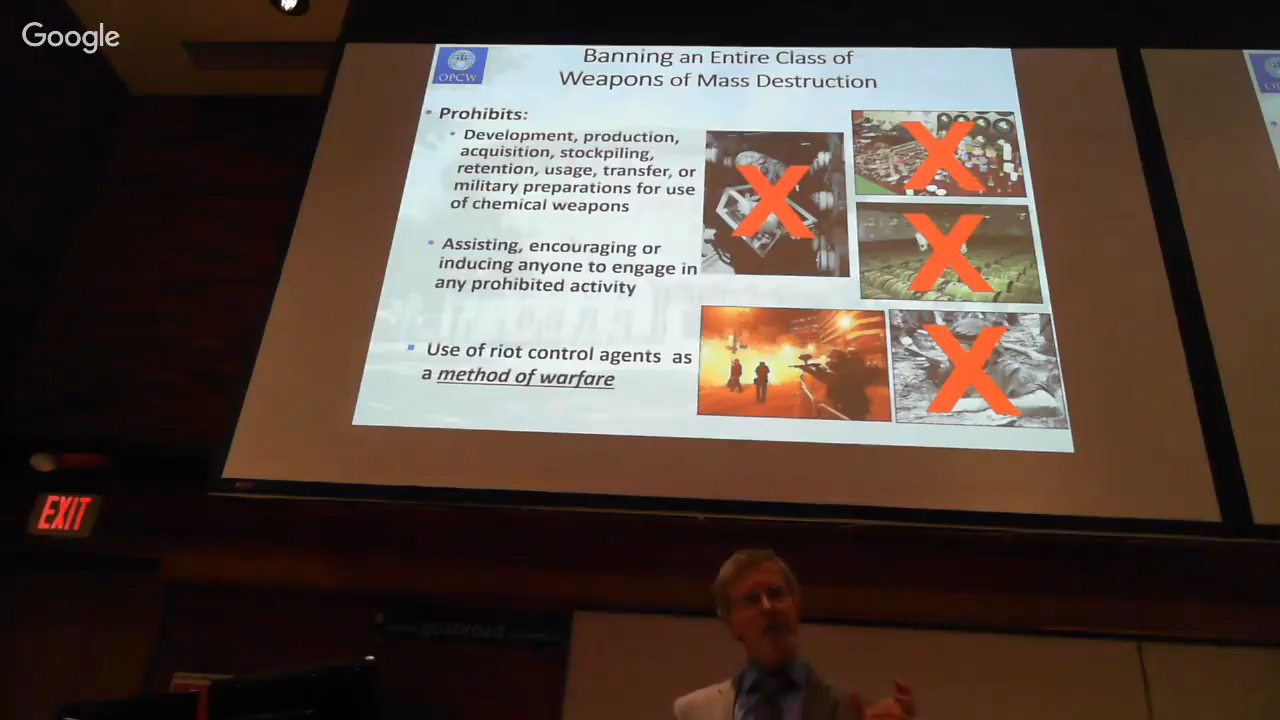 Google
OPCW
Banning an Entire Class of
Weapons of Mass Destruction
• Prohibits:
• Development, production,
acquisition, stockpiling,
retention, usage, transfer, or
military preparations for use
of chemical weapons
• Assisting, encouraging or
inducing anyone to engage in
any prohibited activity
▪ Use of riot control agents as
a method of warfare
X
X
X
X
EXIT
goabroad